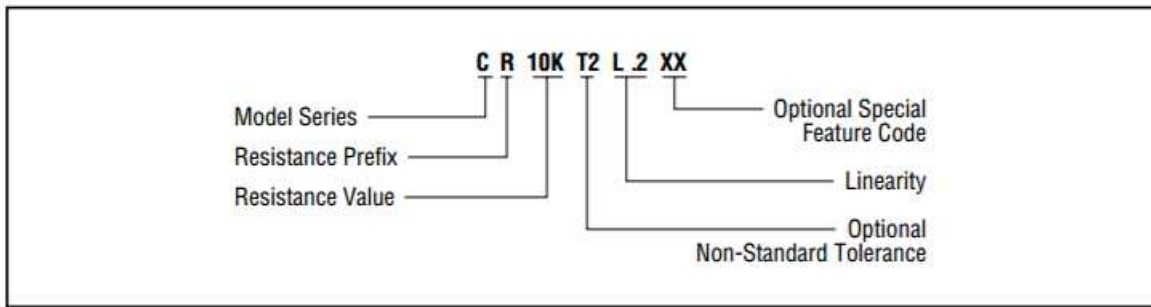 C R 10K T2 L .2 XX
Model Series
Resistance Prefix
Resistance Value
Optional Special
Feature Code
Linearity
Optional
Non-Standard Tolerance